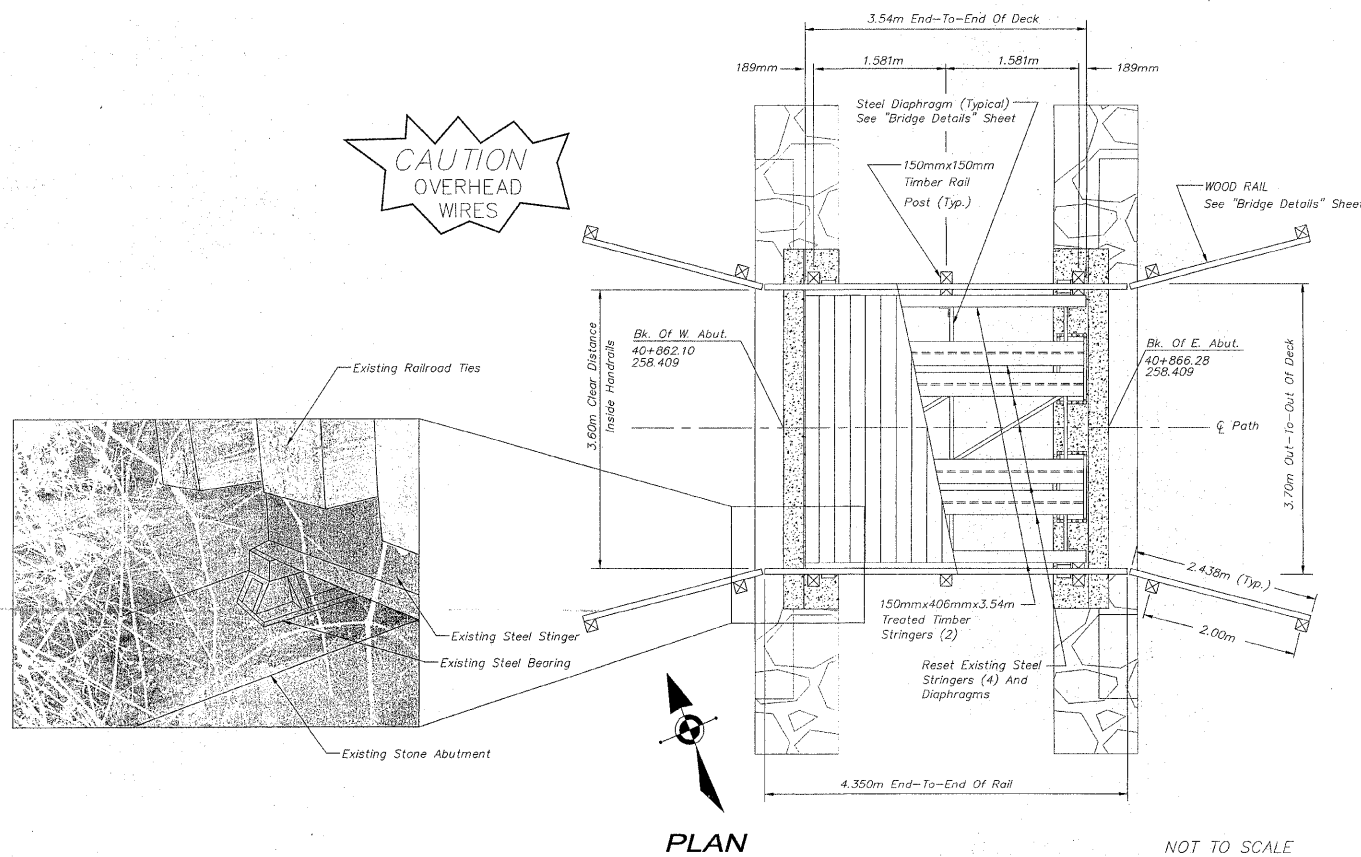 3.54m End-To-End Of Deck
189mm
1.581m
1.581m
189mm
Steel Diaphragm (Typical)
See "Bridge Details" Sheet
CAUTION
OVERHEAD
WIRES
150mmx150mm
Timber Rail
Post (Typ.)
WOOD RAIL
See "Bridge Details" Sheet
Bk. Of W. Abut.
40+862.10
258.409
Bk. Of E. Abut.
40+866.28
258.409
Existing Railroad Ties
3.60m Clear Distance
Inside Handrails
℄ Path
3.70m Out-To-Out Of Deck
2.438m (Typ.)
2.00m
150mmx406mmx3.54m
Treated Timber
Stringers (2)
Existing Steel Stinger
Existing Steel Bearing
Reset Existing Steel
Stringers (4) And
Diaphragms
Existing Stone Abutment
4.350m End-To-End Of Rail
PLAN
NOT TO SCALE